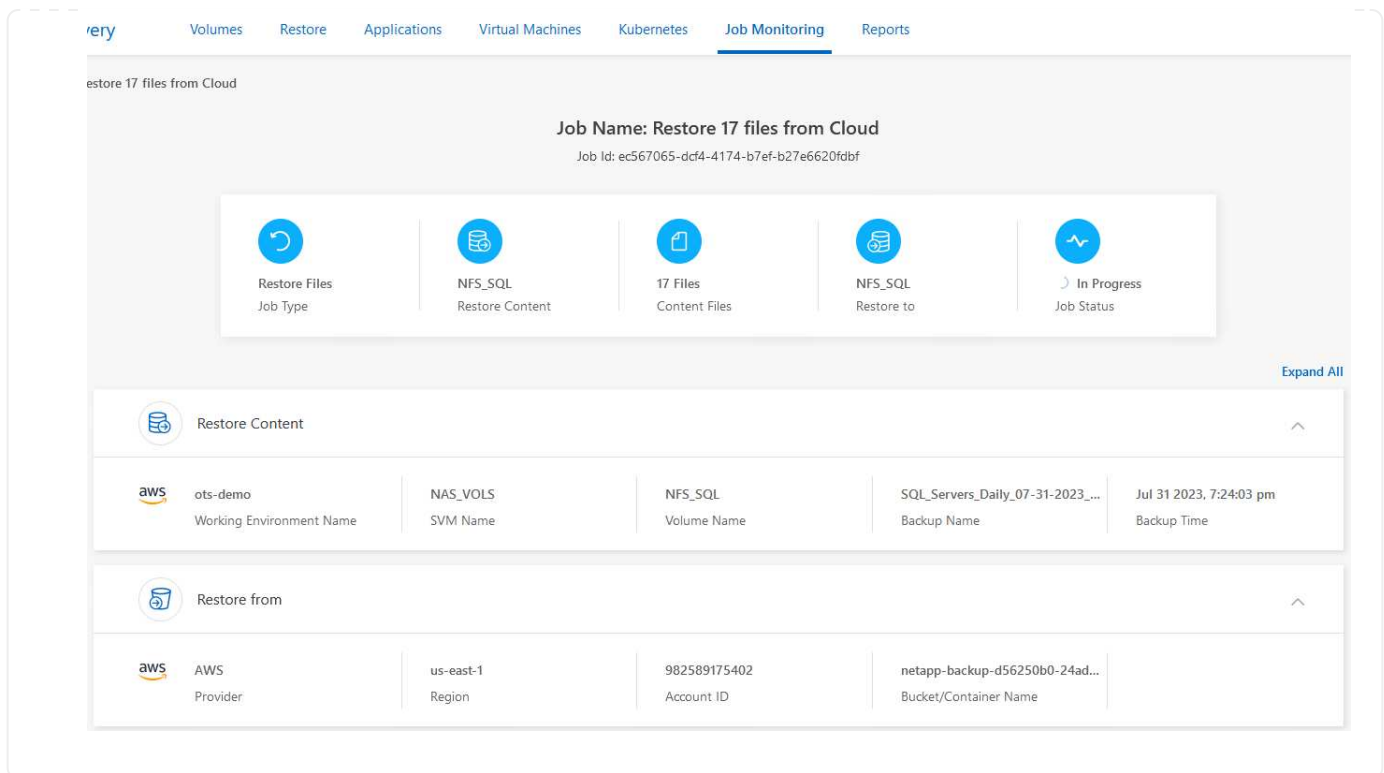 very Volumes Restore Applications Virtual Machines Kubernetes Job Monitoring Reports
estore 17 files from Cloud
Job Name: Restore 17 files from Cloud
Job Id: ec567065-dcf4-4174-b7ef-b27e6620fdbf
Restore Files NFS_SQL 17 Files NFS_SQL In Progress
Job Type Restore Content Content Files Restore to Job Status
Expand All
Restore Content
aws ots-demo NAS_VOLS NFS_SQL SQL_Servers_Daily_07-31-2023_... Jul 31 2023, 7:24:03 pm
Working Environment Name SVM Name Volume Name Backup Name Backup Time
Restore from
aws AWS us-east-1 982589175402 netapp-backup-d56250b0-24ad...
Provider Region Account ID Bucket/Container Name